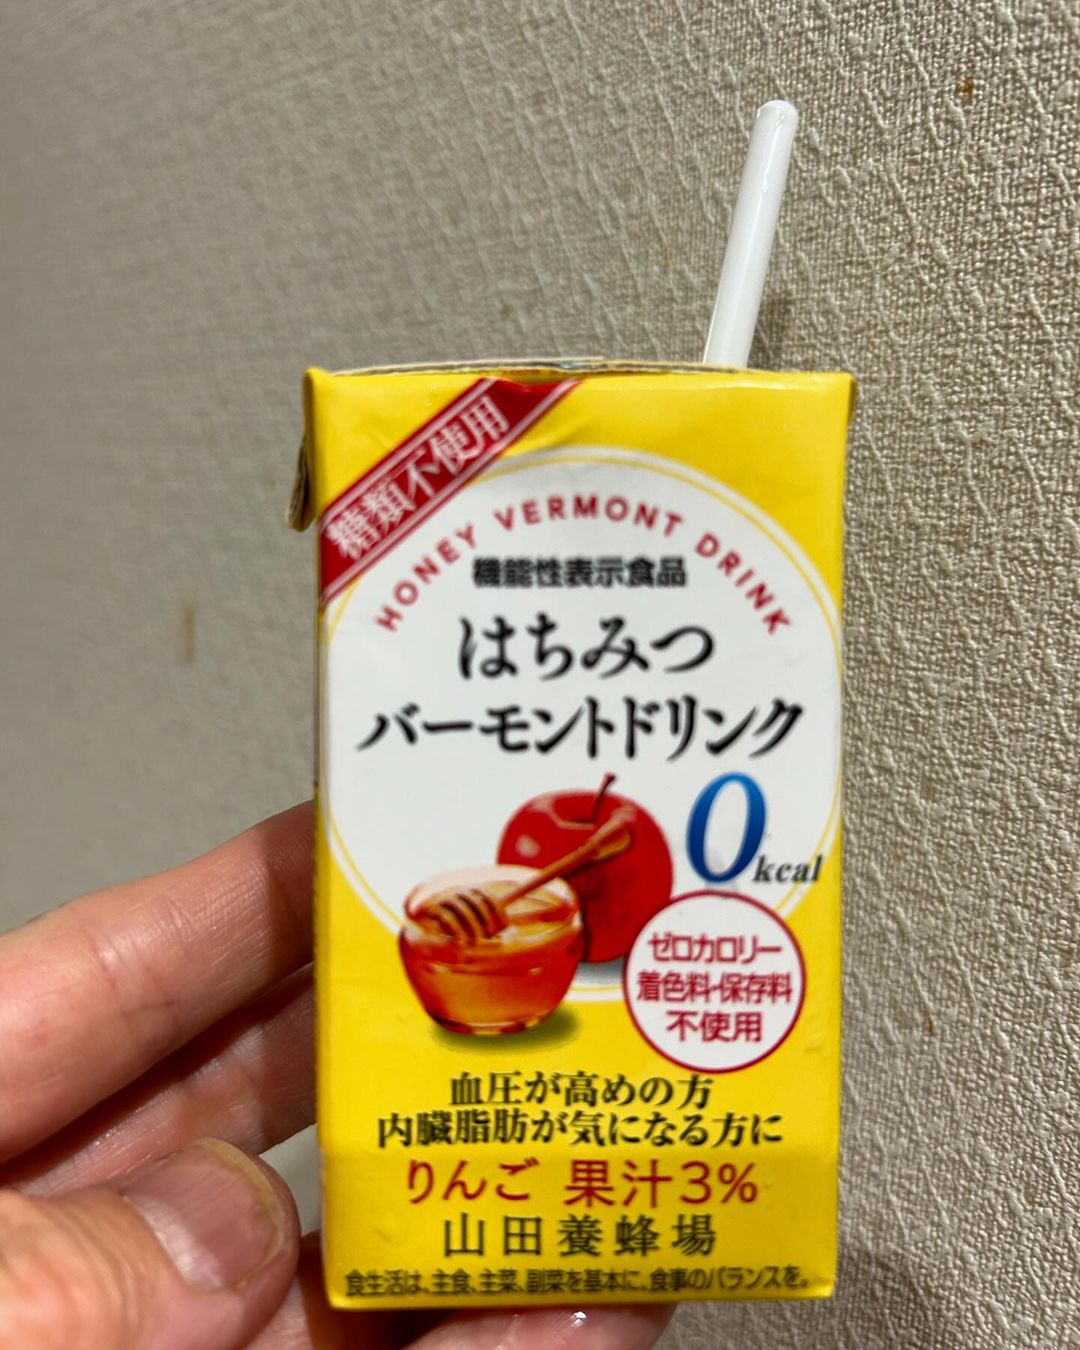 糖類不使用
HONEY VERMONT DRINK
機能性表示食品
はちみつ
バーモントドリンク
0kcal
ゼロカロリー
着色料・保存料
不使用
血圧が高めの方
内臓脂肪が気になる方に
りんご 果汁3%
山田養蜂場
食生活は、主食、主菜、副菜を基本に、食事のバランスを。